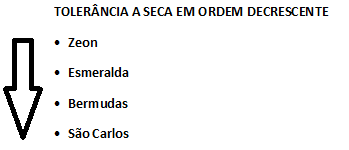 TOLERÂNCIA A SECA EM ORDEM DECRESCENTE
• Zeon
• Esmeralda
• Bermudas
• São Carlos